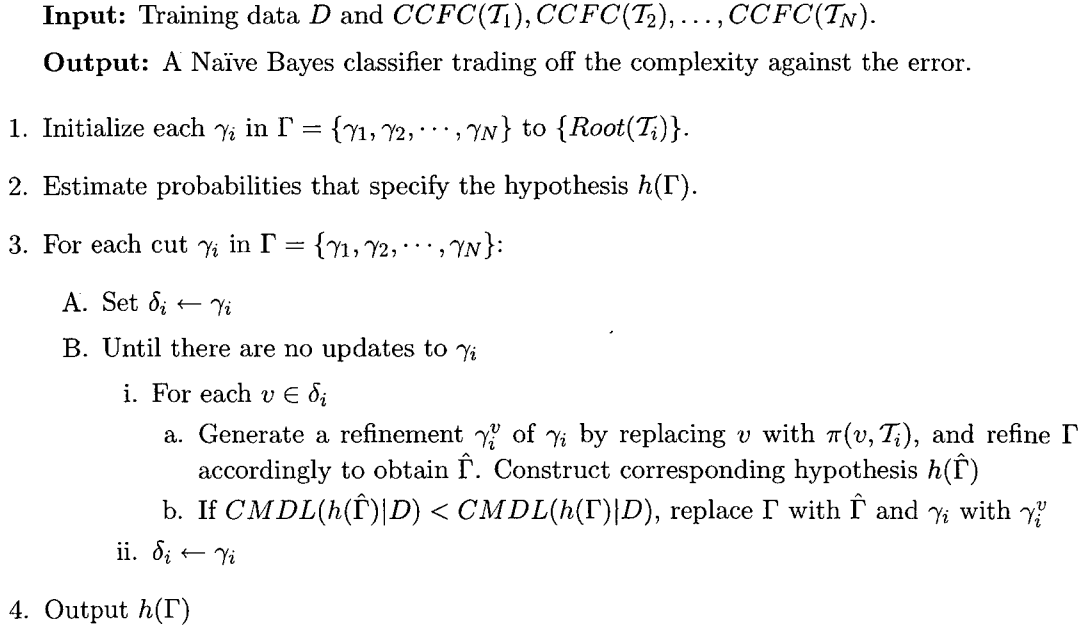 Input: Training data D and CCFC(𝒯₁), CCFC(𝒯₂), . . . , CCFC(𝒯_N).
Output: A Naïve Bayes classifier trading off the complexity against the error.
1. Initialize each γᵢ in Γ = {γ₁, γ₂, · · · , γ_N} to {Root(𝒯ᵢ)}.
2. Estimate probabilities that specify the hypothesis h(Γ).
3. For each cut γᵢ in Γ = {γ₁, γ₂, · · · , γ_N}:
A. Set δᵢ ← γᵢ
B. Until there are no updates to γᵢ
i. For each v ∈ δᵢ
a. Generate a refinement γᵢᵛ of γᵢ by replacing v with π(v, 𝒯ᵢ), and refine Γ
accordingly to obtain Γ̂. Construct corresponding hypothesis h(Γ̂)
b. If CMDL(h(Γ̂)|D) < CMDL(h(Γ)|D), replace Γ with Γ̂ and γᵢ with γᵢᵛ
ii. δᵢ ← γᵢ
4. Output h(Γ)